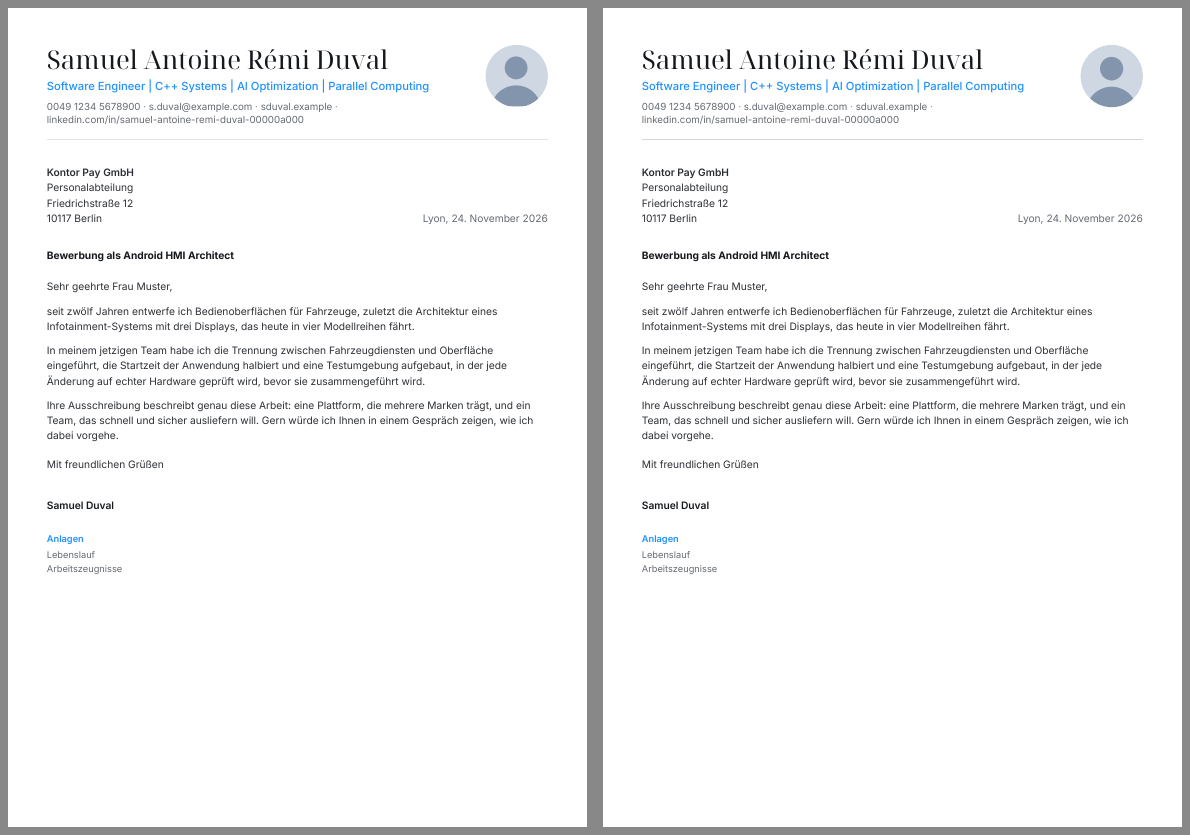 Samuel Antoine Rémi Duval
Software Engineer | C++ Systems | AI Optimization | Parallel Computing
0049 1234 5678900 · s.duval@example.com · sduval.example ·
linkedin.com/in/samuel-antoine-remi-duval-00000a000
Kontor Pay GmbH
Personalabteilung
Friedrichstraße 12
10117 Berlin
Lyon, 24. November 2026
Bewerbung als Android HMI Architect
Sehr geehrte Frau Muster,
seit zwölf Jahren entwerfe ich Bedienoberflächen für Fahrzeuge, zuletzt die Architektur eines
Infotainment-Systems mit drei Displays, das heute in vier Modellreihen fährt.
In meinem jetzigen Team habe ich die Trennung zwischen Fahrzeugdiensten und Oberfläche
eingeführt, die Startzeit der Anwendung halbiert und eine Testumgebung aufgebaut, in der jede
Änderung auf echter Hardware geprüft wird, bevor sie zusammengeführt wird.
Ihre Ausschreibung beschreibt genau diese Arbeit: eine Plattform, die mehrere Marken trägt, und ein
Team, das schnell und sicher ausliefern will. Gern würde ich Ihnen in einem Gespräch zeigen, wie ich
dabei vorgehe.
Mit freundlichen Grüßen
Samuel Duval
Anlagen
Lebenslauf
Arbeitszeugnisse
Samuel Antoine Rémi Duval
Software Engineer | C++ Systems | AI Optimization | Parallel Computing
0049 1234 5678900 · s.duval@example.com · sduval.example ·
linkedin.com/in/samuel-antoine-remi-duval-00000a000
Kontor Pay GmbH
Personalabteilung
Friedrichstraße 12
10117 Berlin
Lyon, 24. November 2026
Bewerbung als Android HMI Architect
Sehr geehrte Frau Muster,
seit zwölf Jahren entwerfe ich Bedienoberflächen für Fahrzeuge, zuletzt die Architektur eines
Infotainment-Systems mit drei Displays, das heute in vier Modellreihen fährt.
In meinem jetzigen Team habe ich die Trennung zwischen Fahrzeugdiensten und Oberfläche
eingeführt, die Startzeit der Anwendung halbiert und eine Testumgebung aufgebaut, in der jede
Änderung auf echter Hardware geprüft wird, bevor sie zusammengeführt wird.
Ihre Ausschreibung beschreibt genau diese Arbeit: eine Plattform, die mehrere Marken trägt, und ein
Team, das schnell und sicher ausliefern will. Gern würde ich Ihnen in einem Gespräch zeigen, wie ich
dabei vorgehe.
Mit freundlichen Grüßen
Samuel Duval
Anlagen
Lebenslauf
Arbeitszeugnisse